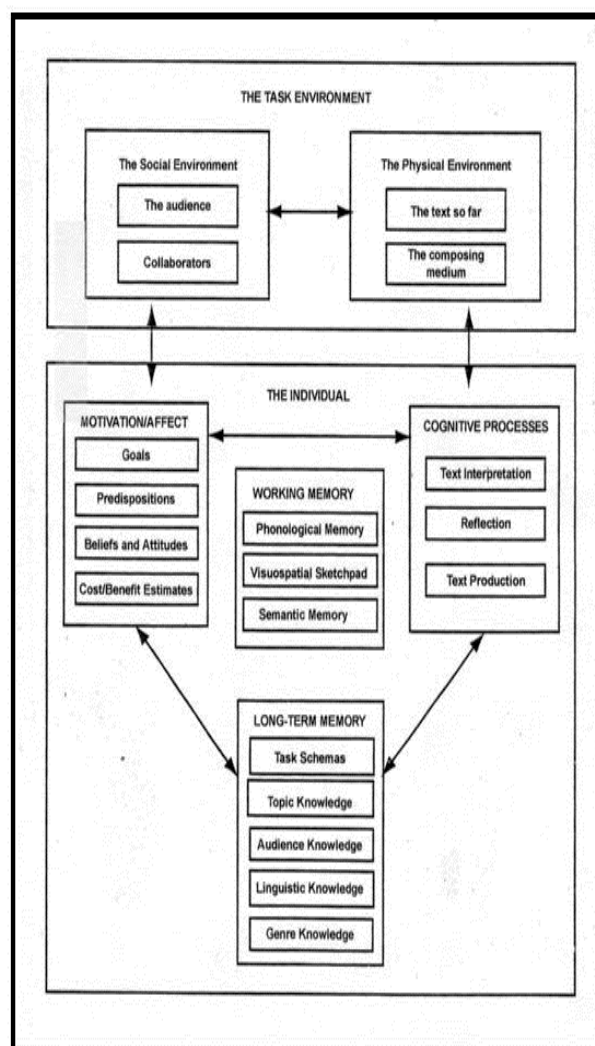 THE TASK ENVIRONMENT
The Social Environment
The audience
Collaborators
The Physical Environment
The text so far
The composing
medium
THE INDIVIDUAL
MOTIVATION/AFFECT
Goals
Predispositions
Beliefs and Attitudes
Cost/Benefit Estimates
WORKING MEMORY
Phonological Memory
Visuospatial Sketchpad
Semantic Memory
COGNITIVE PROCESSES
Text Interpretation
Reflection
Text Production
LONG-TERM MEMORY
Task Schemas
Topic Knowledge
Audience Knowledge
Linguistic Knowledge
Genre Knowledge